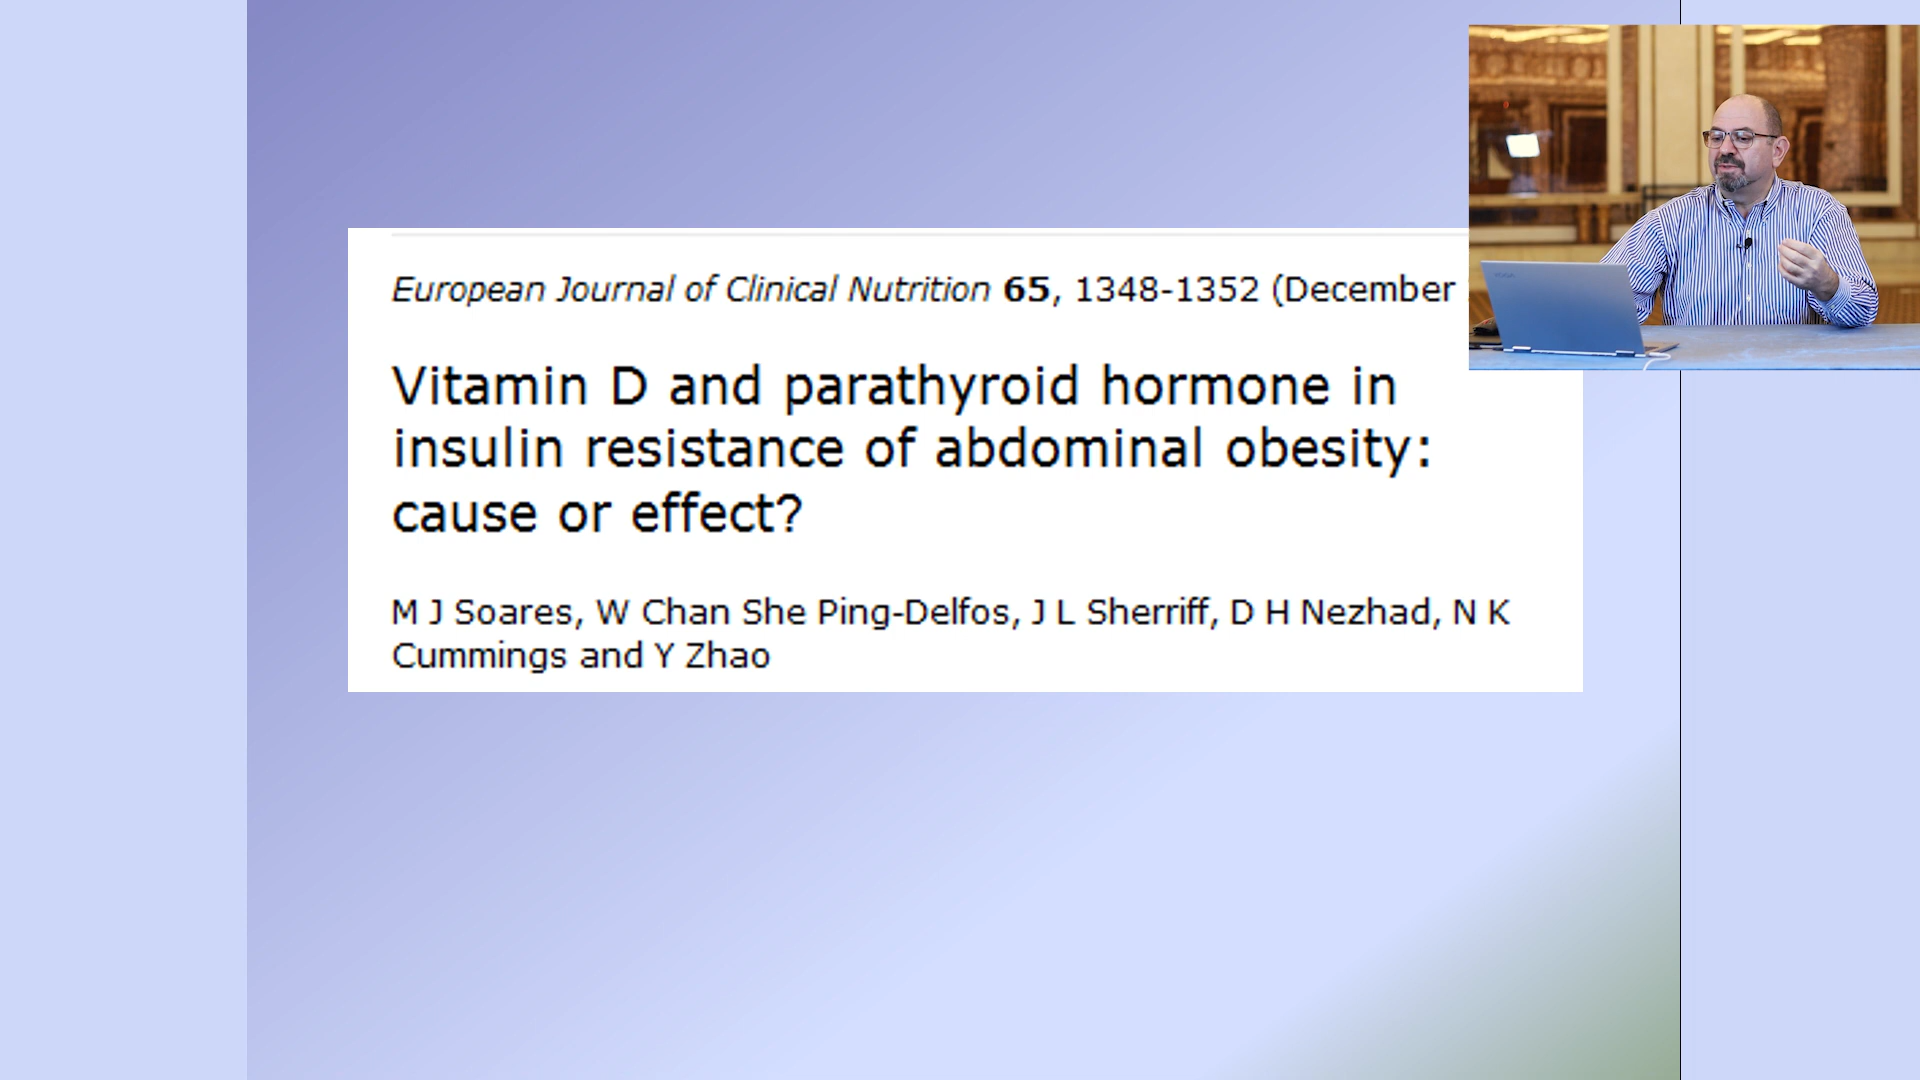 European Journal of Clinical Nutrition 65, 1348-1352 (December
Vitamin D and parathyroid hormone in
insulin resistance of abdominal obesity:
cause or effect?
M J Soares, W Chan She Ping-Delfos, J L Sherriff, D H Nezhad, N K
Cummings and Y Zhao